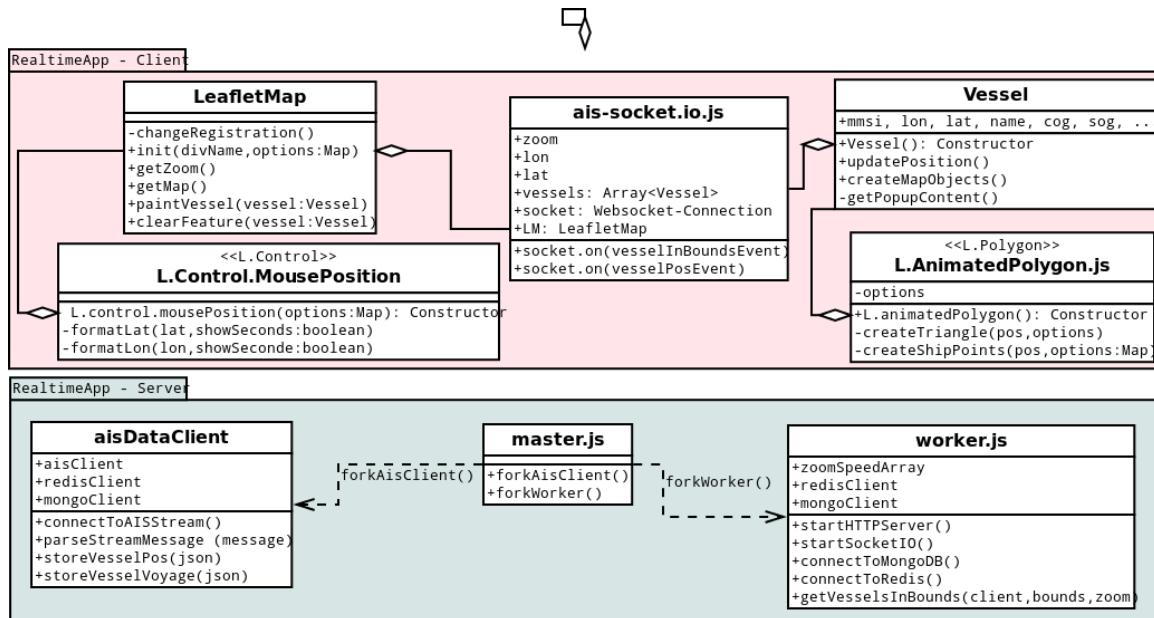 RealtimeApp - Client
LeafletMap
-changeRegistration()
+init(divName,options:Map)
+getZoom()
+getMap()
+paintVessel(vessel:Vessel)
+clearFeature(vessel:Vessel)
<<L.Control>>
L.Control.MousePosition
L.control.mousePosition(options:Map): Constructor
-formatLat(lat,showSeconds:boolean)
-formatLon(lon,showSeconde:boolean)
ais-socket.io.js
+zoom
+lon
+lat
+vessels: Array<Vessel>
+socket: Websocket-Connection
+LM: LeafletMap
+socket.on(vesselInBoundsEvent)
+socket.on(vesselPosEvent)
Vessel
+mmsi, lon, lat, name, cog, sog, ..
+Vessel(): Constructor
+updatePosition()
+createMapObjects()
-getPopupContent()
<<L.Polygon>>
L.AnimatedPolygon.js
-options
+L.animatedPolygon(): Constructor
-createTriangle(pos,options)
-createShipPoints(pos,options:Map)
RealtimeApp - Server
aisDataClient
+aisClient
+redisClient
+mongoClient
+connectToAISStream()
+parseStreamMessage (message)
+storeVesselPos(json)
+storeVesselVoyage(json)
forkAisClient()
master.js
+forkAisClient()
+forkWorker()
forkWorker()
worker.js
+zoomSpeedArray
+redisClient
+mongoClient
+startHTTPServer()
+startSocketIO()
+connectToMongoDB()
+connectToRedis()
+getVesselsInBounds(client,bounds,zoom)